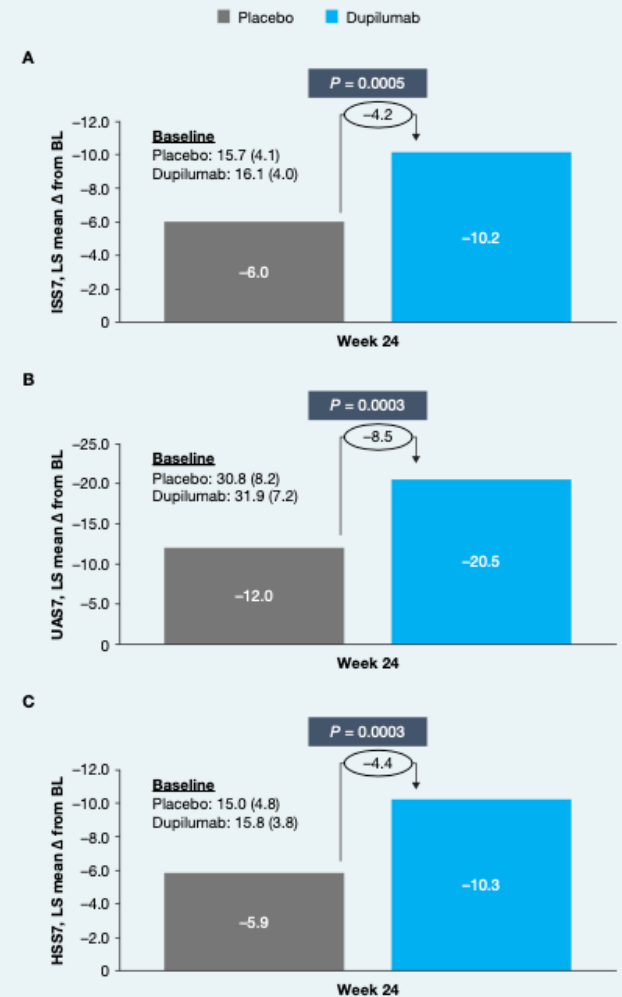 Placebo Dupilumab
A
P = 0.0005
–4.2
ISS7, LS mean Δ from BL
–12.0
–10.0
–8.0
–6.0
–4.0
–2.0
0
Baseline
Placebo: 15.7 (4.1)
Dupilumab: 16.1 (4.0)
–6.0
–10.2
Week 24
B
P = 0.0003
–8.5
UAS7, LS mean Δ from BL
–25.0
–20.0
–15.0
–10.0
–5.0
0
Baseline
Placebo: 30.8 (8.2)
Dupilumab: 31.9 (7.2)
–12.0
–20.5
Week 24
C
P = 0.0003
–4.4
HSS7, LS mean Δ from BL
–12.0
–10.0
–8.0
–6.0
–4.0
–2.0
0
Baseline
Placebo: 15.0 (4.8)
Dupilumab: 15.8 (3.8)
–5.9
–10.3
Week 24